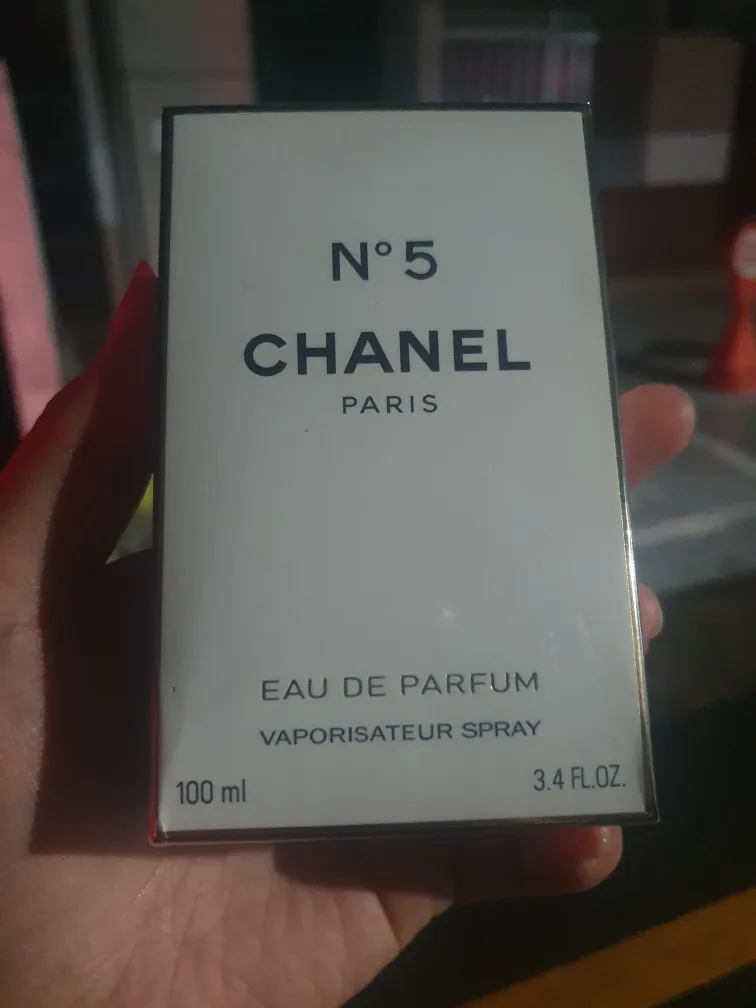 N°5
CHANEL
PARIS
EAU DE PARFUM
VAPORISATEUR SPRAY
100 ml
3.4 FL.OZ.